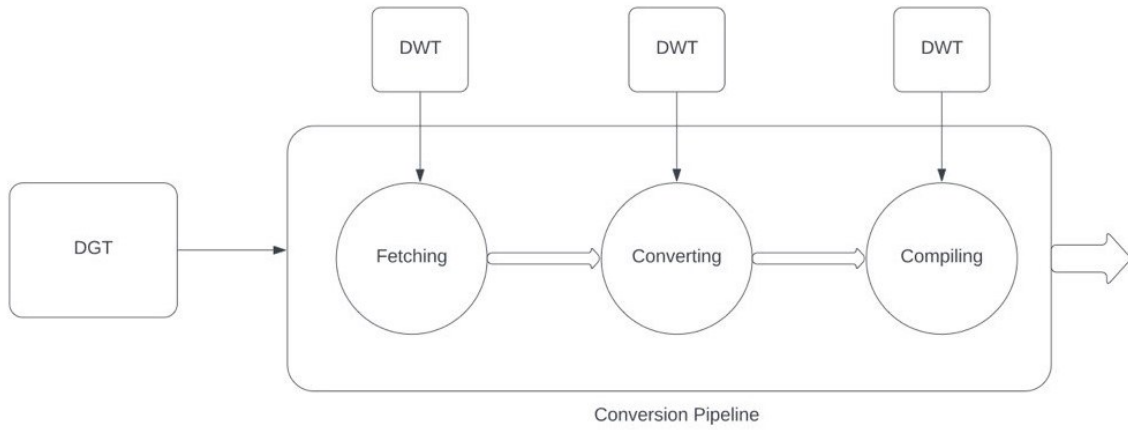 DWT
DWT
DWT
DGT
Fetching
Converting
Compiling
Conversion Pipeline